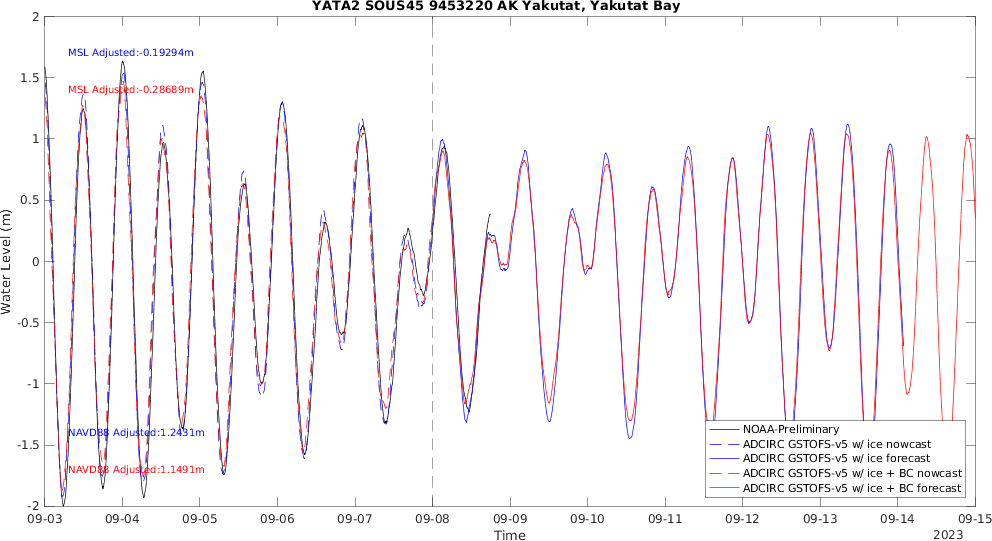 YATA2 SOUS45 9453220 AK Yakutat, Yakutat Bay
2
1.5
1
0.5
0
-0.5
-1
-1.5
-2
Water Level (m)
MSL Adjusted:-0.19294m
MSL Adjusted:-0.28689m
NAVD88 Adjusted:1.2431m
NAVD88 Adjusted:1.1491m
NOAA-Preliminary
ADCIRC GSTOFS-v5 w/ ice nowcast
ADCIRC GSTOFS-v5 w/ ice forecast
ADCIRC GSTOFS-v5 w/ ice + BC nowcast
ADCIRC GSTOFS-v5 w/ ice + BC forecast
09-03 09-04 09-05 09-06 09-07 09-08 09-09 09-10 09-11 09-12 09-13 09-14 09-15
Time
2023